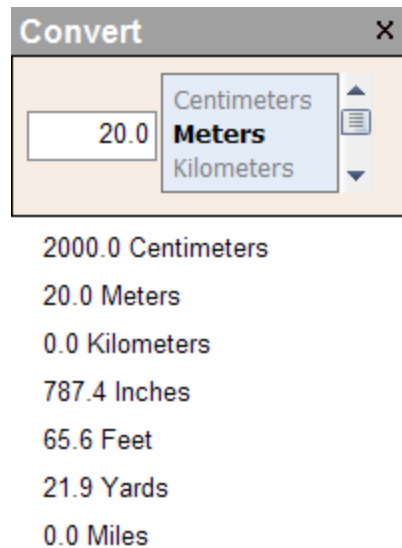 Convert
Centimeters
20.0 Meters
Kilometers
2000.0 Centimeters
20.0 Meters
0.0 Kilometers
787.4 Inches
65.6 Feet
21.9 Yards
0.0 Miles